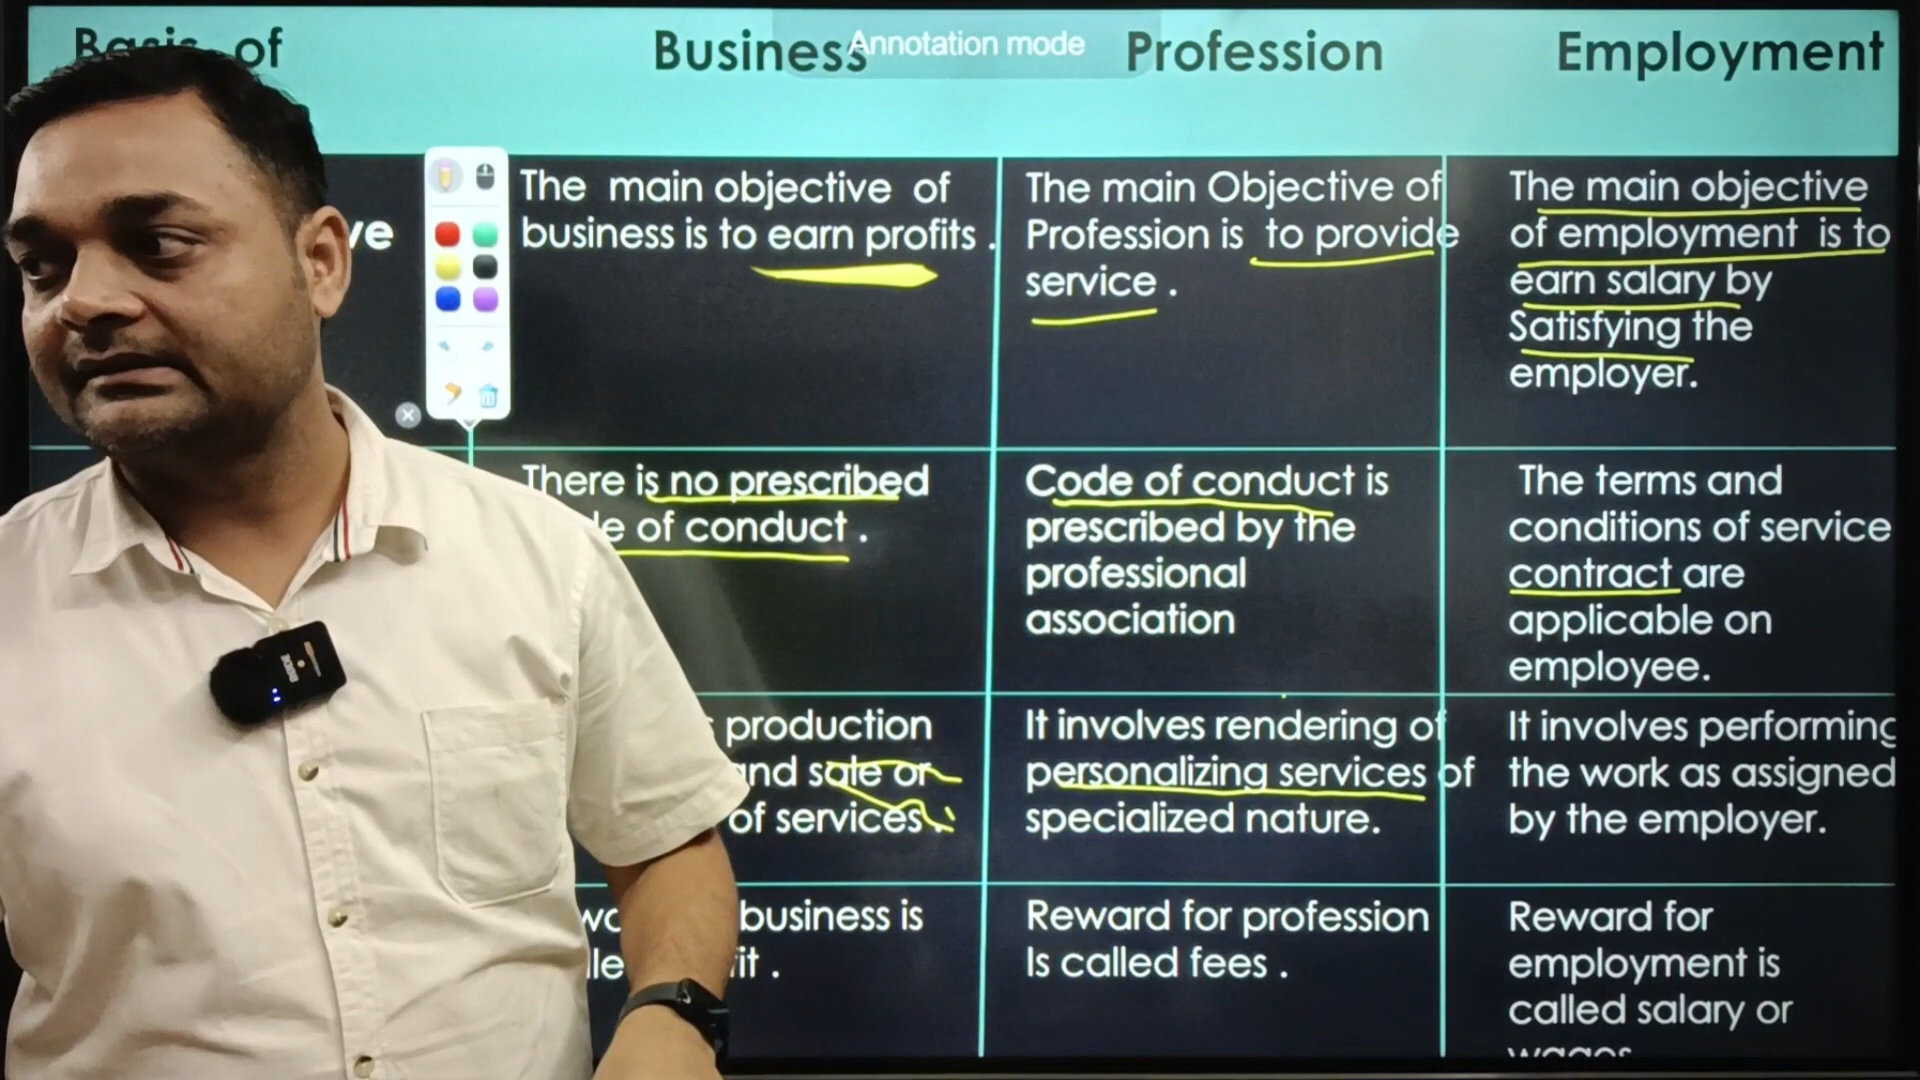 Basis of
Business
Annotation mode
Profession
Employment
ve
The main objective of
business is to earn profits .
The main Objective of
Profession is to provide
service .
The main objective
of employment is to
earn salary by
Satisfying the
employer.
There is no prescribed
e of conduct .
Code of conduct is
prescribed by the
professional
association
The terms and
conditions of service
contract are
applicable on
employee.
production
and sale or
of services .
It involves rendering of
personalizing services of
specialized nature.
It involves performing
the work as assigned
by the employer.
business is
Reward for profession
Is called fees .
Reward for
employment is
called salary or
wages